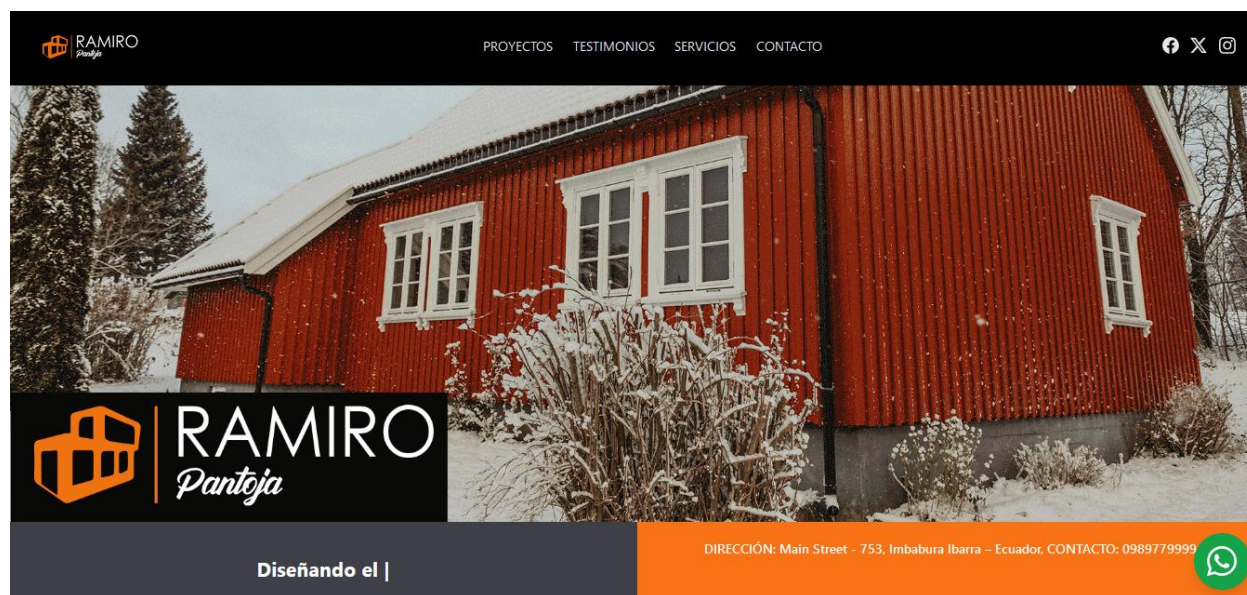 RAMIRO
Pantoja
PROYECTOS TESTIMONIOS SERVICIOS CONTACTO
RAMIRO
Pantoja
Diseñando el |
DIRECCIÓN: Main Street - 753, Imbabura Ibarra – Ecuador, CONTACTO: 0989779999